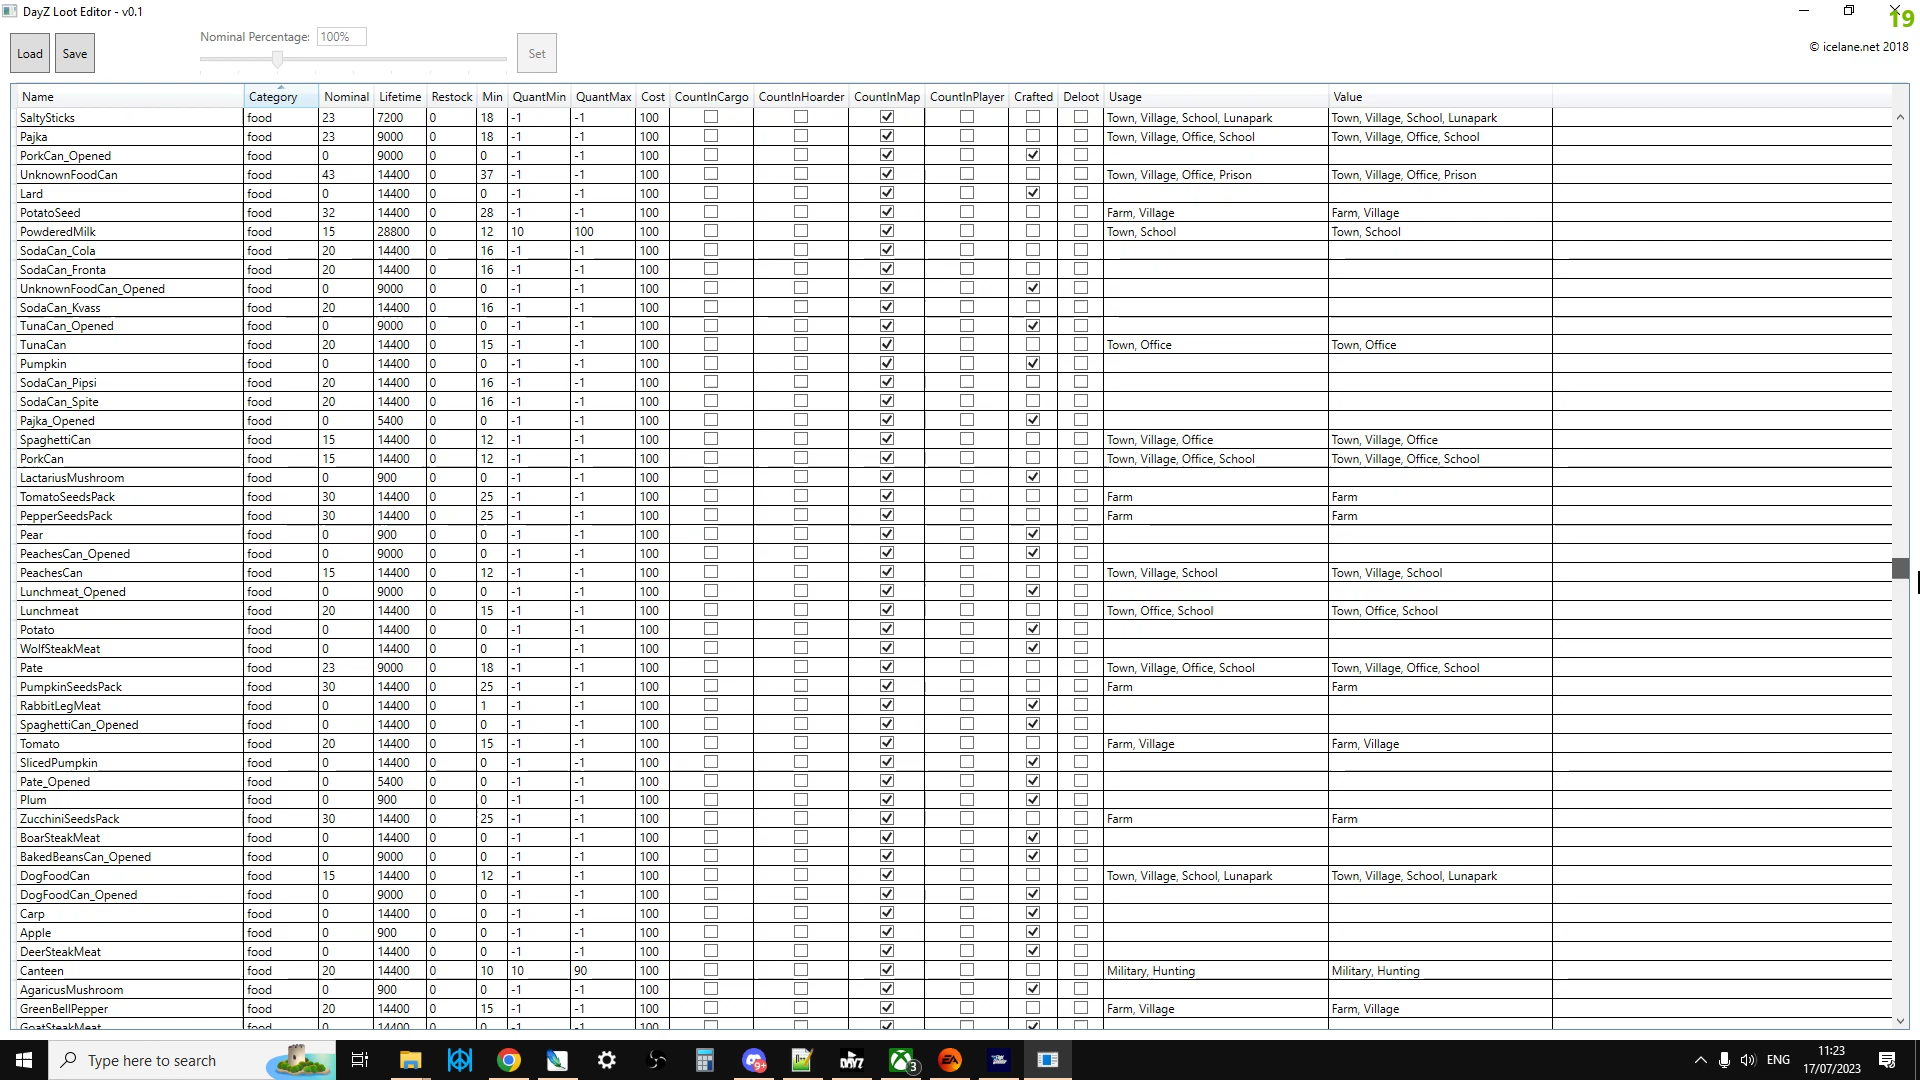 DayZ Loot Editor - v0.1
19
Load Save Nominal Percentage: 100% Set © icelane.net 2018
Name Category Nominal Lifetime Restock Min QuantMin QuantMax Cost CountInCargo CountInHoarder CountInMap CountInPlayer Crafted Deloot Usage Value
SaltySticks food 23 7200 0 18 -1 -1 100 Town, Village, School, Lunapark Town, Village, School, Lunapark
Pajka food 23 9000 0 18 -1 -1 100 Town, Village, Office, School Town, Village, Office, School
PorkCan_Opened food 0 9000 0 0 -1 -1 100
UnknownFoodCan food 43 14400 0 37 -1 -1 100 Town, Village, Office, Prison Town, Village, Office, Prison
Lard food 0 14400 0 0 -1 -1 100
PotatoSeed food 32 14400 0 28 -1 -1 100 Farm, Village Farm, Village
PowderedMilk food 15 28800 0 12 10 100 100 Town, School Town, School
SodaCan_Cola food 20 14400 0 16 -1 -1 100
SodaCan_Fronta food 20 14400 0 16 -1 -1 100
UnknownFoodCan_Opened food 0 9000 0 0 -1 -1 100
SodaCan_Kvass food 20 14400 0 16 -1 -1 100
TunaCan_Opened food 0 9000 0 0 -1 -1 100
TunaCan food 20 14400 0 15 -1 -1 100 Town, Office Town, Office
Pumpkin food 0 14400 0 0 -1 -1 100
SodaCan_Pipsi food 20 14400 0 16 -1 -1 100
SodaCan_Spite food 20 14400 0 16 -1 -1 100
Pajka_Opened food 0 5400 0 0 -1 -1 100
SpaghettiCan food 15 14400 0 12 -1 -1 100 Town, Village, Office Town, Village, Office
PorkCan food 15 14400 0 12 -1 -1 100 Town, Village, Office, School Town, Village, Office, School
LactariusMushroom food 0 900 0 0 -1 -1 100
TomatoSeedsPack food 30 14400 0 25 -1 -1 100 Farm Farm
PepperSeedsPack food 30 14400 0 25 -1 -1 100 Farm Farm
Pear food 0 900 0 0 -1 -1 100
PeachesCan_Opened food 0 9000 0 0 -1 -1 100
PeachesCan food 15 14400 0 12 -1 -1 100 Town, Village, School Town, Village, School
Lunchmeat_Opened food 0 9000 0 0 -1 -1 100
Lunchmeat food 20 14400 0 15 -1 -1 100 Town, Office, School Town, Office, School
Potato food 0 14400 0 0 -1 -1 100
WolfSteakMeat food 0 14400 0 0 -1 -1 100
Pate food 23 9000 0 18 -1 -1 100 Town, Village, Office, School Town, Village, Office, School
PumpkinSeedsPack food 30 14400 0 25 -1 -1 100 Farm Farm
RabbitLegMeat food 0 14400 0 1 -1 -1 100
SpaghettiCan_Opened food 0 14400 0 0 -1 -1 100
Tomato food 20 14400 0 15 -1 -1 100 Farm, Village Farm, Village
SlicedPumpkin food 0 14400 0 0 -1 -1 100
Pate_Opened food 0 5400 0 0 -1 -1 100
Plum food 0 900 0 0 -1 -1 100
ZucchiniSeedsPack food 30 14400 0 25 -1 -1 100 Farm Farm
BoarSteakMeat food 0 14400 0 0 -1 -1 100
BakedBeansCan_Opened food 0 9000 0 0 -1 -1 100
DogFoodCan food 15 14400 0 12 -1 -1 100 Town, Village, School, Lunapark Town, Village, School, Lunapark
DogFoodCan_Opened food 0 9000 0 0 -1 -1 100
Carp food 0 14400 0 0 -1 -1 100
Apple food 0 900 0 0 -1 -1 100
DeerSteakMeat food 0 14400 0 0 -1 -1 100
Canteen food 20 14400 0 10 10 90 100 Military, Hunting Military, Hunting
AgaricusMushroom food 0 900 0 0 -1 -1 100
GreenBellPepper food 20 14400 0 15 -1 -1 100 Farm, Village Farm, Village
GoatSteakMeat food 0 14400 0 0 -1 -1 100
Type here to search 9+ DAYZ 3 EA ENG 11:23
17/07/2023